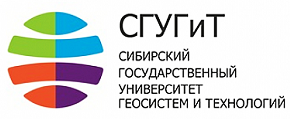 СГУГиТ
СИБИРСКИЙ
ГОСУДАРСТВЕННЫЙ
УНИВЕРСИТЕТ
ГЕОСИСТЕМ И ТЕХНОЛОГИЙ